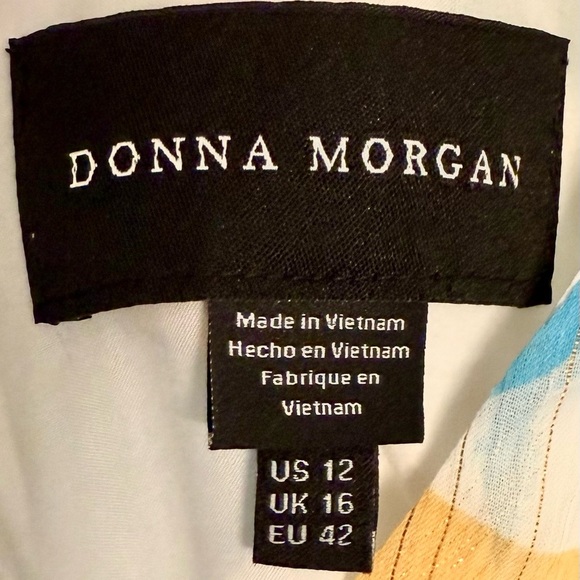 DONNA MORGAN
Made in Vietnam
Hecho en Vietnam
Fabrique en
Vietnam
US 12
UK 16
EU 42